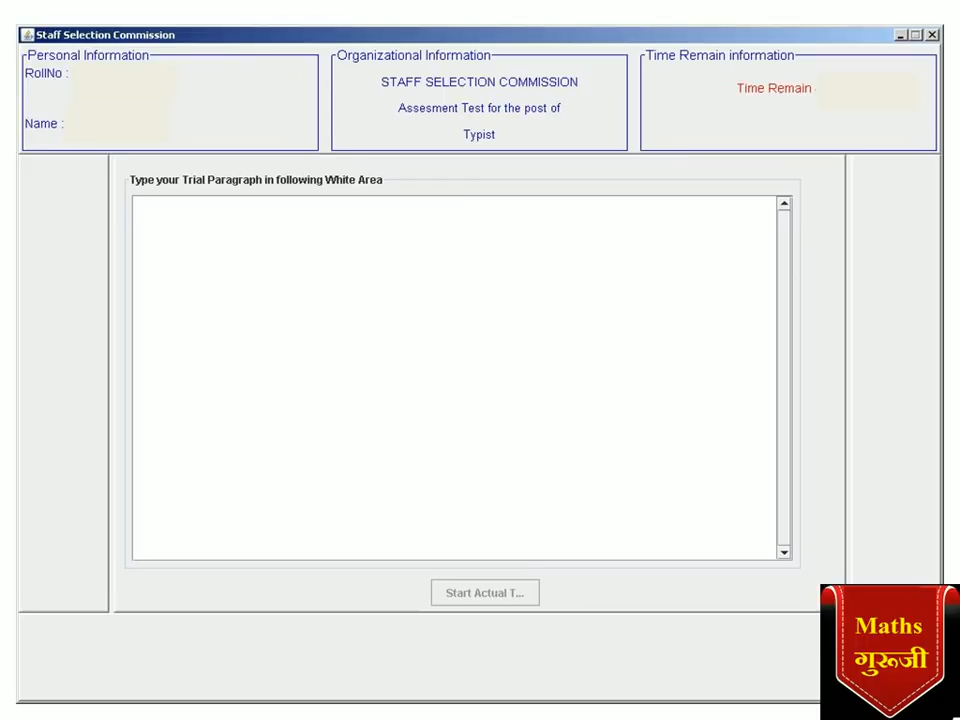 Staff Selection Commission
Personal Information
RollNo :
Name :
Organizational Information
STAFF SELECTION COMMISSION
Assesment Test for the post of
Typist
Time Remain information
Time Remain
Type your Trial Paragraph in following White Area
Start Actual T...
Maths
गुरूजी